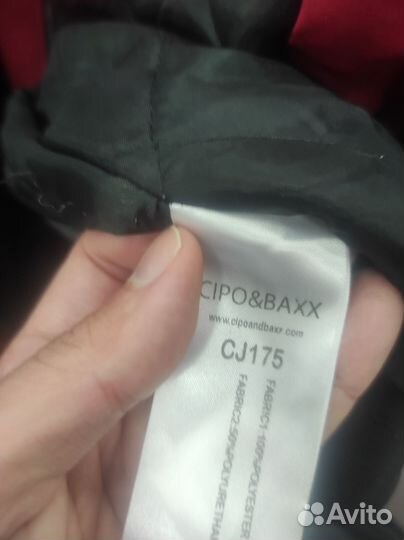 CIPO&BAXX
www.cipoandbaxx.com
CJ175
FABRIC1-100%POLYESTER
FABRIC2-50%POLYURETHAN
Avito